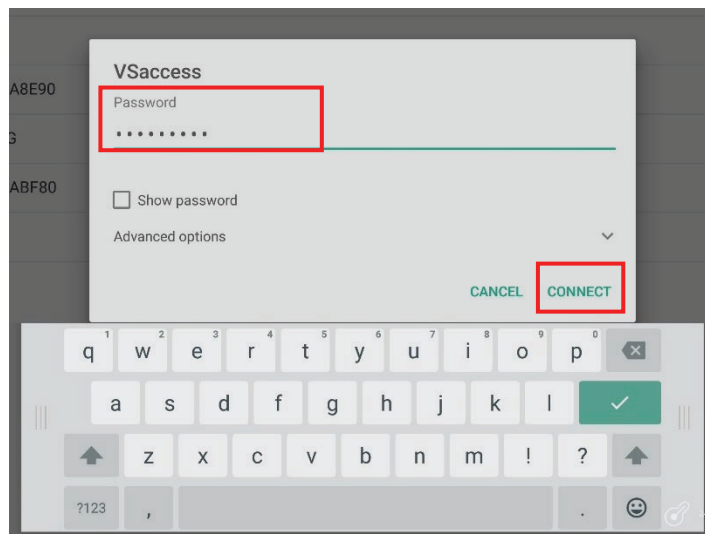 VSaccess
A8E90
Password
G
•••••••••
ABF80
Show password
Advanced options
CANCEL CONNECT
q 1 w 2 e 3 r 4 t 5 y 6 u 7 i 8 o 9 p 0
a s d f g h j k l
z x c v b n m ! ?
?123 , .